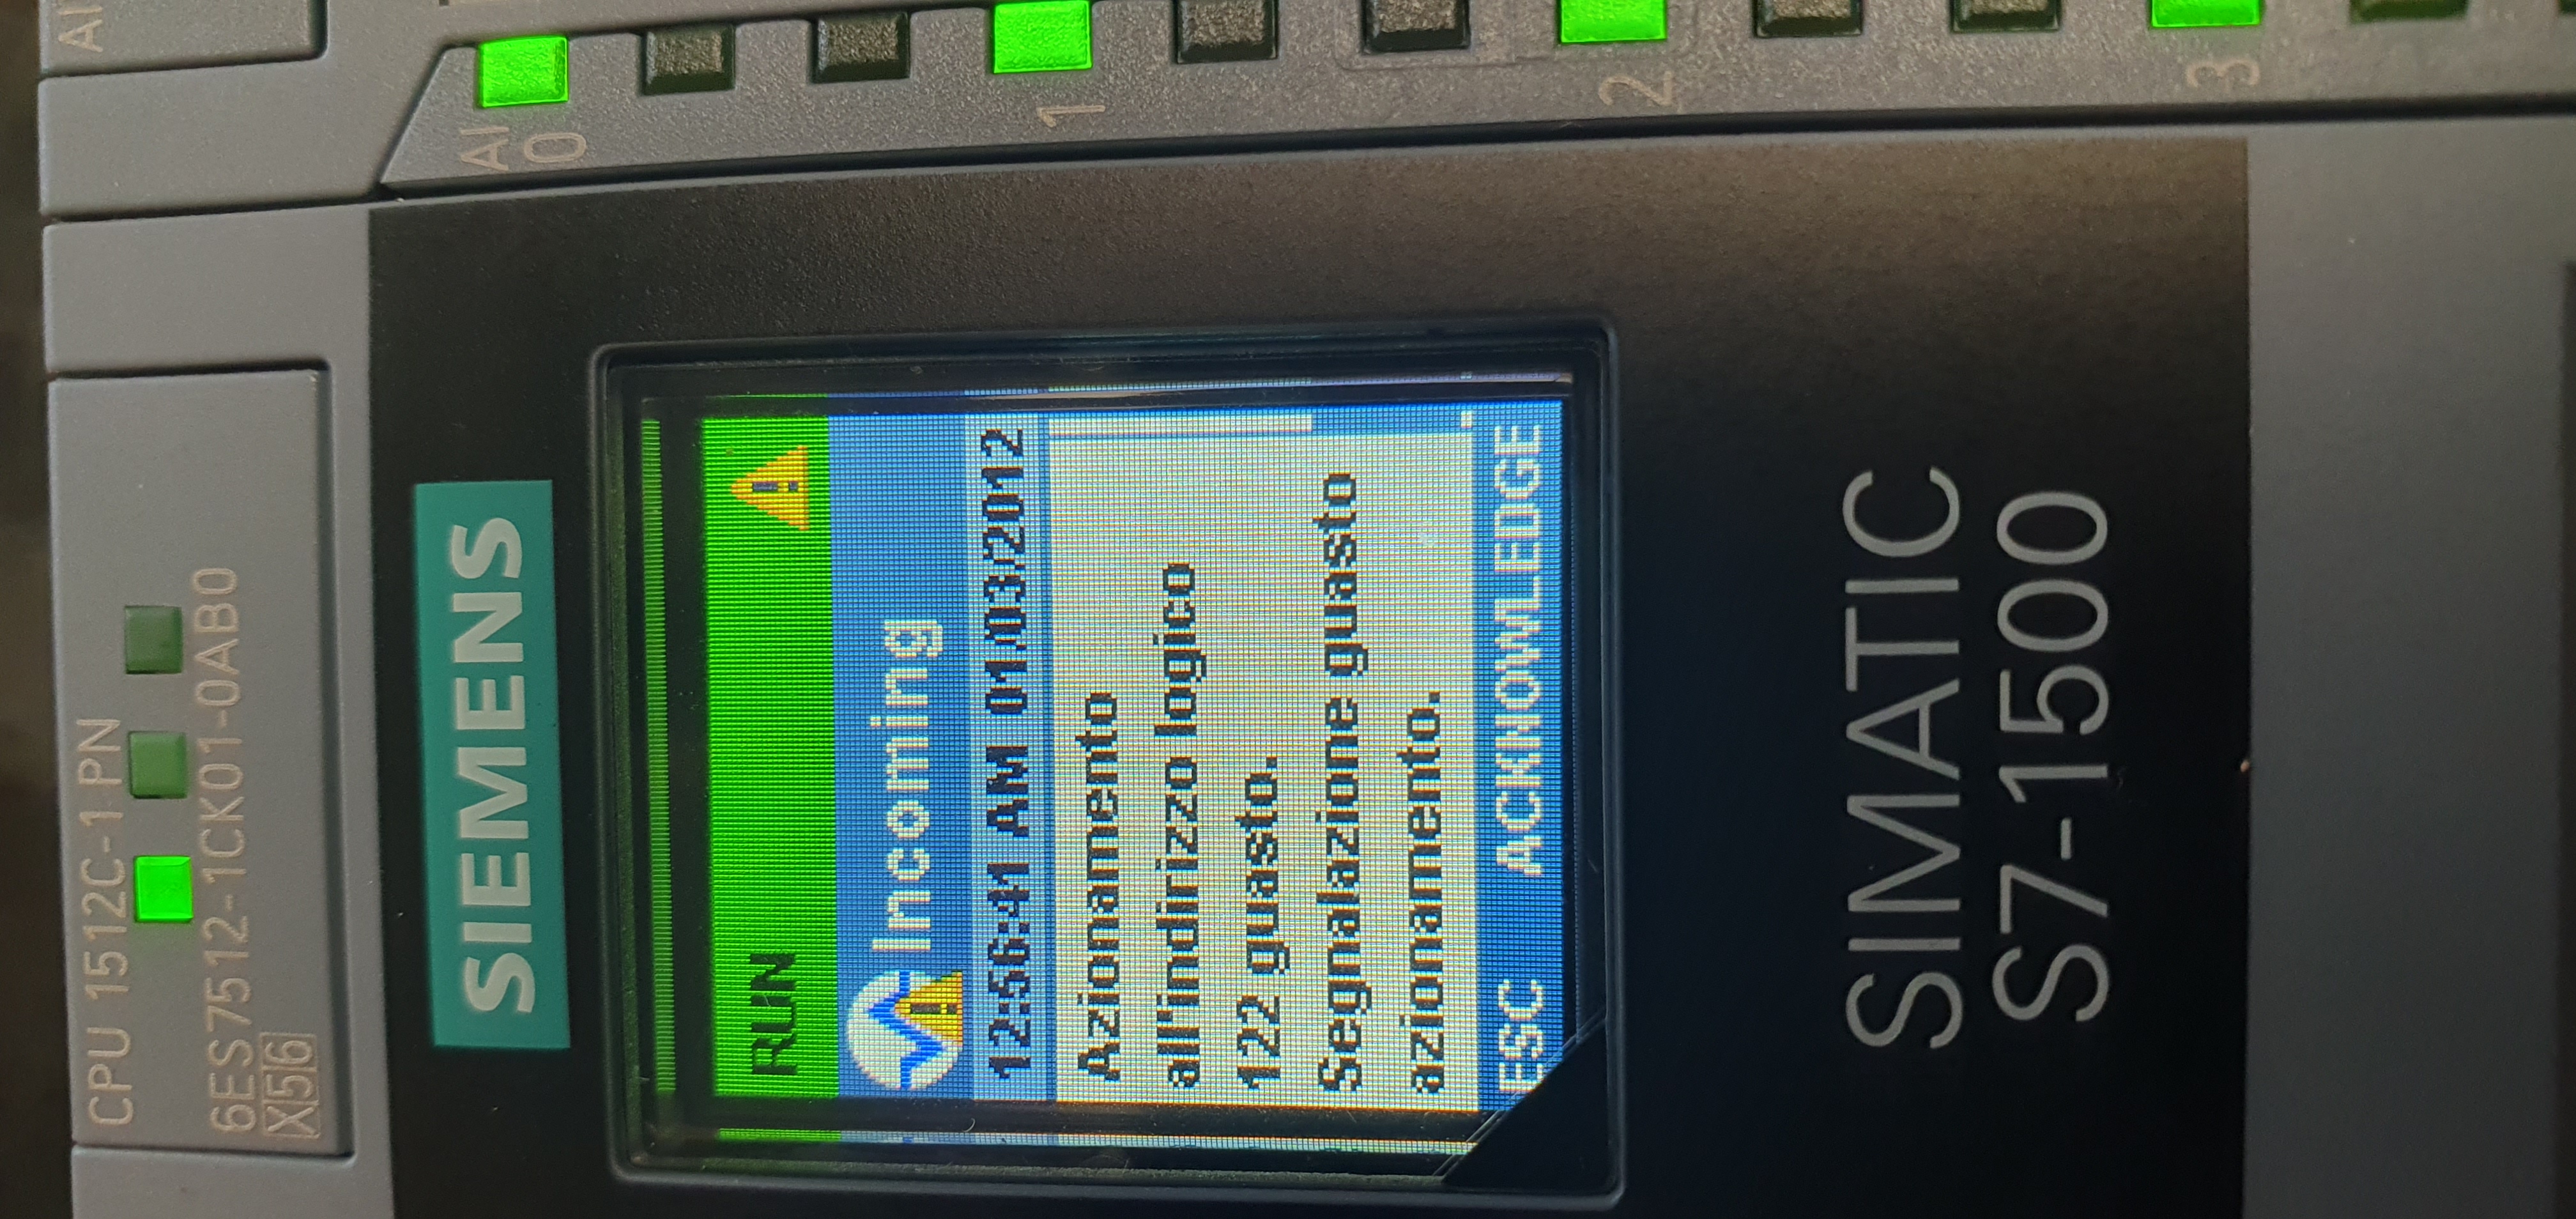 CPU 1512C-1 PN
6ES7512-1CK01-0AB0
X56
SIEMENS
RUN
Incoming
12:56:41 AM 01/03/2012
Azionamento
all'indirizzo logico
122 guasto.
Segnalazione guasto
azionamento.
ESC ACKNOWLEDGE
SIMATIC
S7-1500
AI
AI
0
1
2
3